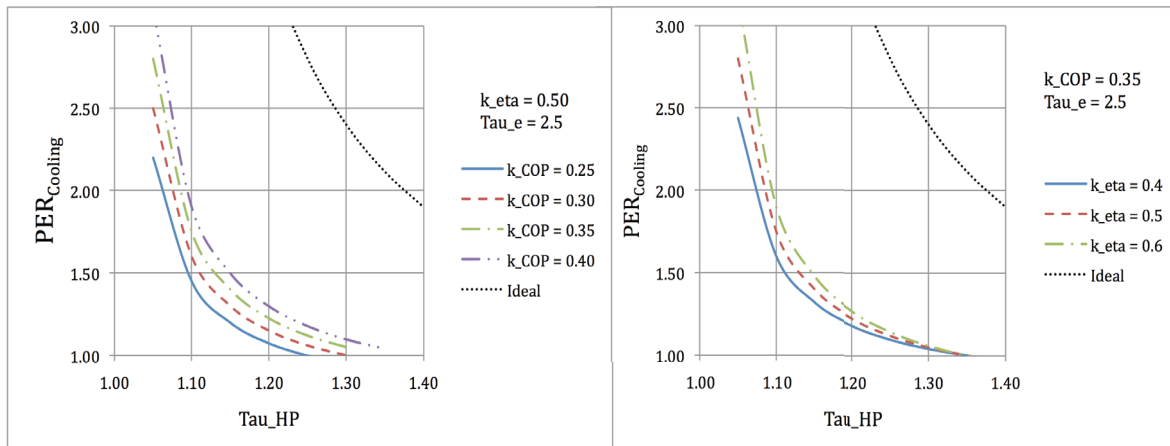 3.00
2.50
2.00
1.50
1.00
PER_Cooling
1.00 1.10 1.20 1.30 1.40
Tau_HP
k_eta = 0.50
Tau_e = 2.5
k_COP = 0.25
k_COP = 0.30
k_COP = 0.35
k_COP = 0.40
Ideal
3.00
2.50
2.00
1.50
1.00
PER_Cooling
1.00 1.10 1.20 1.30 1.40
Tau_HP
k_COP = 0.35
Tau_e = 2.5
k_eta = 0.4
k_eta = 0.5
k_eta = 0.6
Ideal